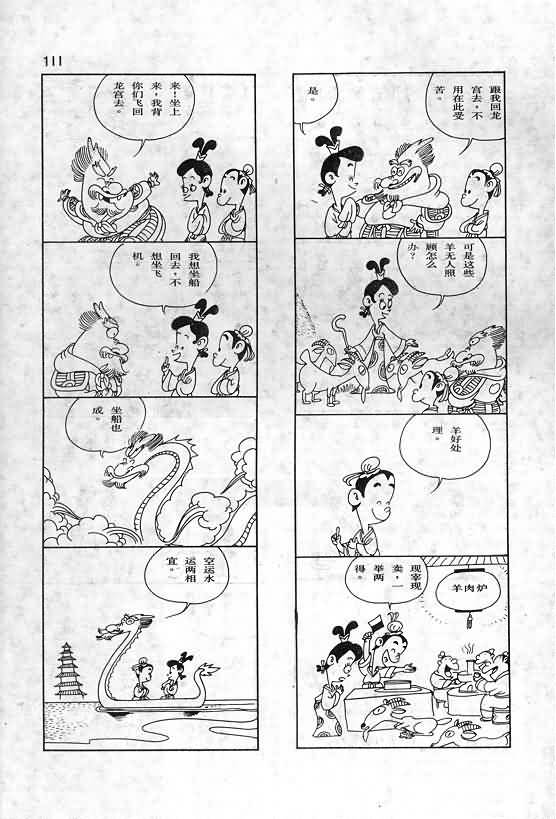 111
跟我回龙
宫去，不
用在此受
苦。
是。
可是这些
羊无人照
顾怎么
办？
羊好处
理。
羊肉炉
现宰现
卖，一
举两
得。
来！坐上
来，我背
你们飞回
龙宫去。
我想坐船
回去，不
想坐飞
机。
坐船也
成。
空运水
运两相
宜。